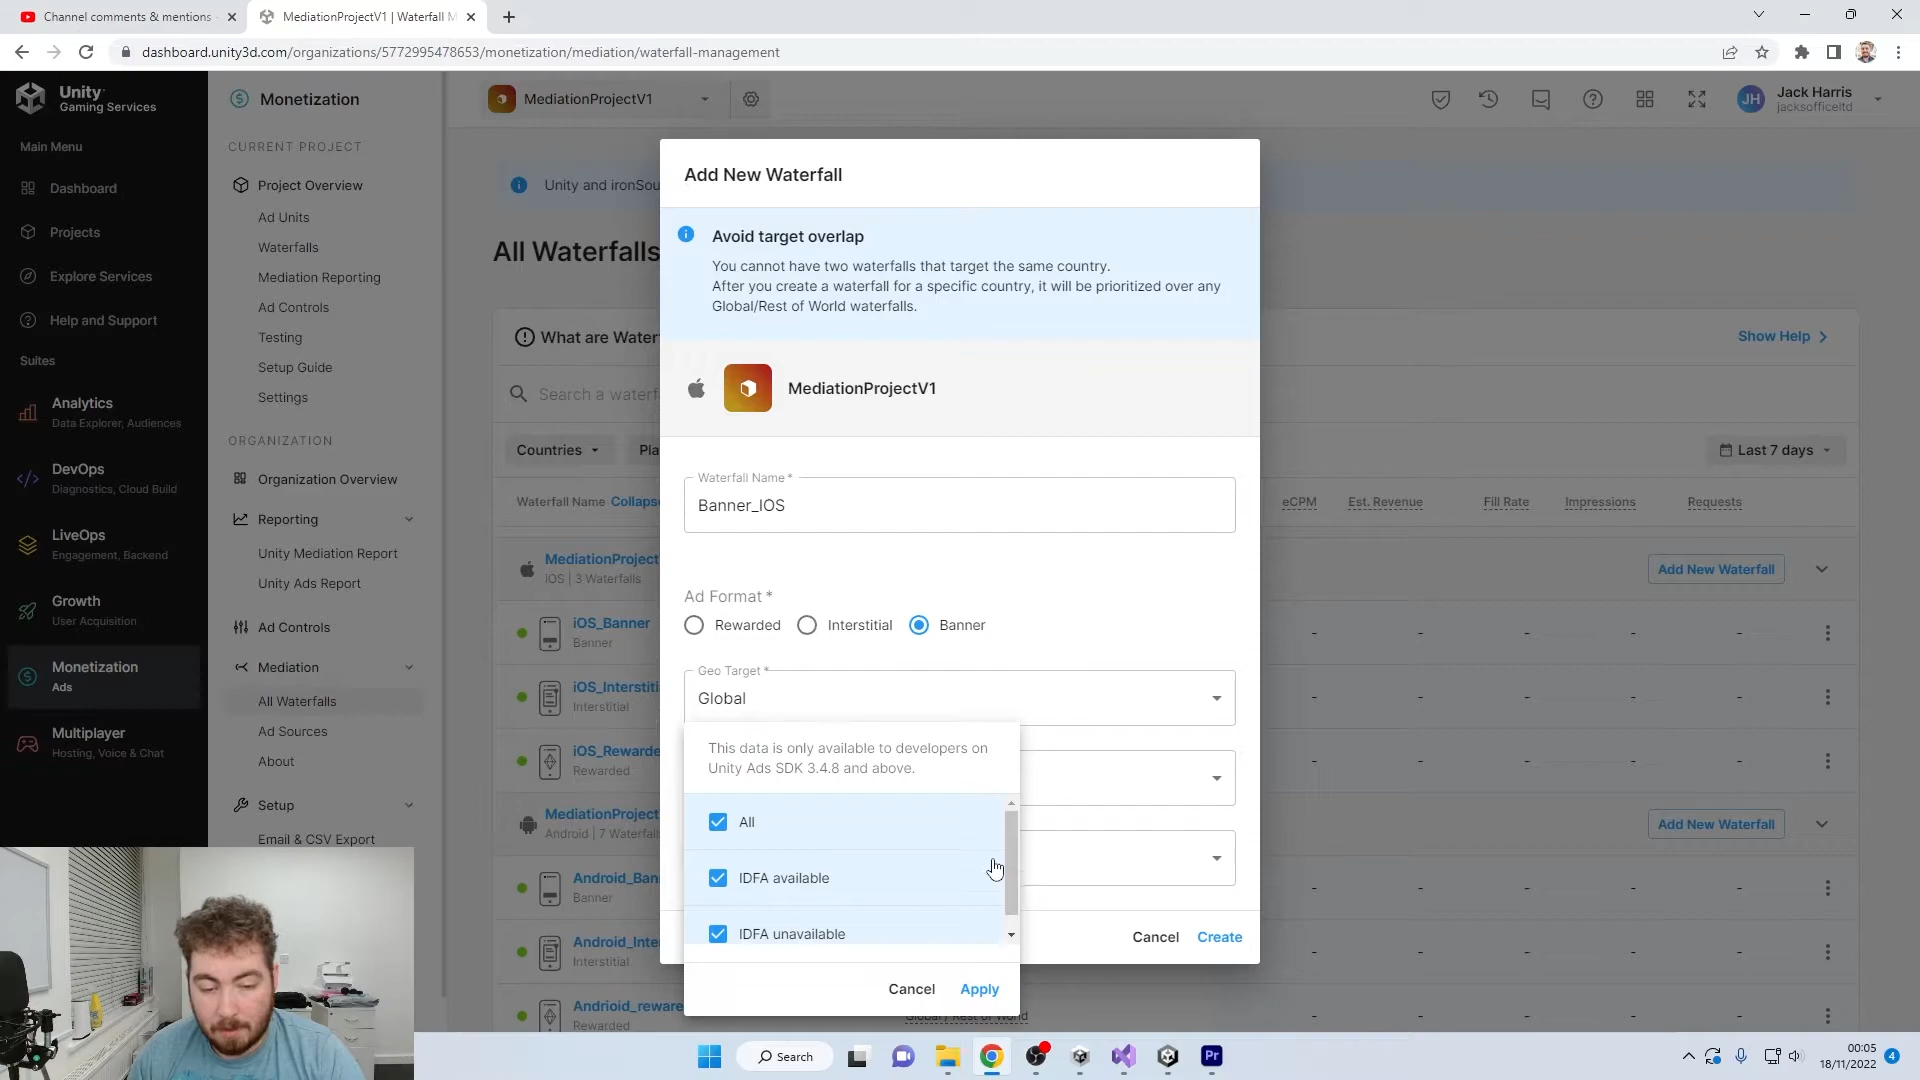 Channel comments & mentions
MediationProjectV1 | Waterfall M
dashboard.unity3d.com/organizations/5772995478653/monetization/mediation/waterfall-management
Unity
Gaming Services
Main Menu
Dashboard
Projects
Explore Services
Help and Support
Suites
Analytics
Data Explorer, Audiences
DevOps
Diagnostics, Cloud Build
LiveOps
Engagement, Backend
Growth
User Acquisition
Monetization
Ads
Multiplayer
Hosting, Voice & Chat
Monetization
CURRENT PROJECT
Project Overview
Ad Units
Waterfalls
Mediation Reporting
Ad Controls
Testing
Setup Guide
Settings
ORGANIZATION
Organization Overview
Reporting
Unity Mediation Report
Unity Ads Report
Ad Controls
Mediation
All Waterfalls
Ad Sources
About
Setup
Email & CSV Export
MediationProjectV1
JH
Jack Harris
jacksofficeltd
Unity and ironSou
All Waterfalls
What are Water
Show Help
Search a waterf
Countries
Pla
Last 7 days
Waterfall Name Collapse
eCPM
Est. Revenue
Fill Rate
Impressions
Requests
MediationProject
IOS | 3 Waterfalls
Add New Waterfall
iOS_Banner
Banner
- - - - -
iOS_Interstiti
Interstitial
- - - - -
iOS_Rewarde
Rewarded
- - - - -
MediationProject
Android | 7 Waterfalls
Add New Waterfall
Android_Ban
Banner
- - - - -
Android_Inte
Interstitial
- - - - -
Andrioid_reware
Rewarded
Global / Rest of World
- - - - -
Add New Waterfall
Avoid target overlap
You cannot have two waterfalls that target the same country.
After you create a waterfall for a specific country, it will be prioritized over any
Global/Rest of World waterfalls.
MediationProjectV1
Waterfall Name *
Banner_IOS
Ad Format *
Rewarded
Interstitial
Banner
Geo Target *
Global
This data is only available to developers on
Unity Ads SDK 3.4.8 and above.
All
IDFA available
IDFA unavailable
Cancel
Apply
Cancel
Create
Search
Pr
00:05
18/11/2022
4